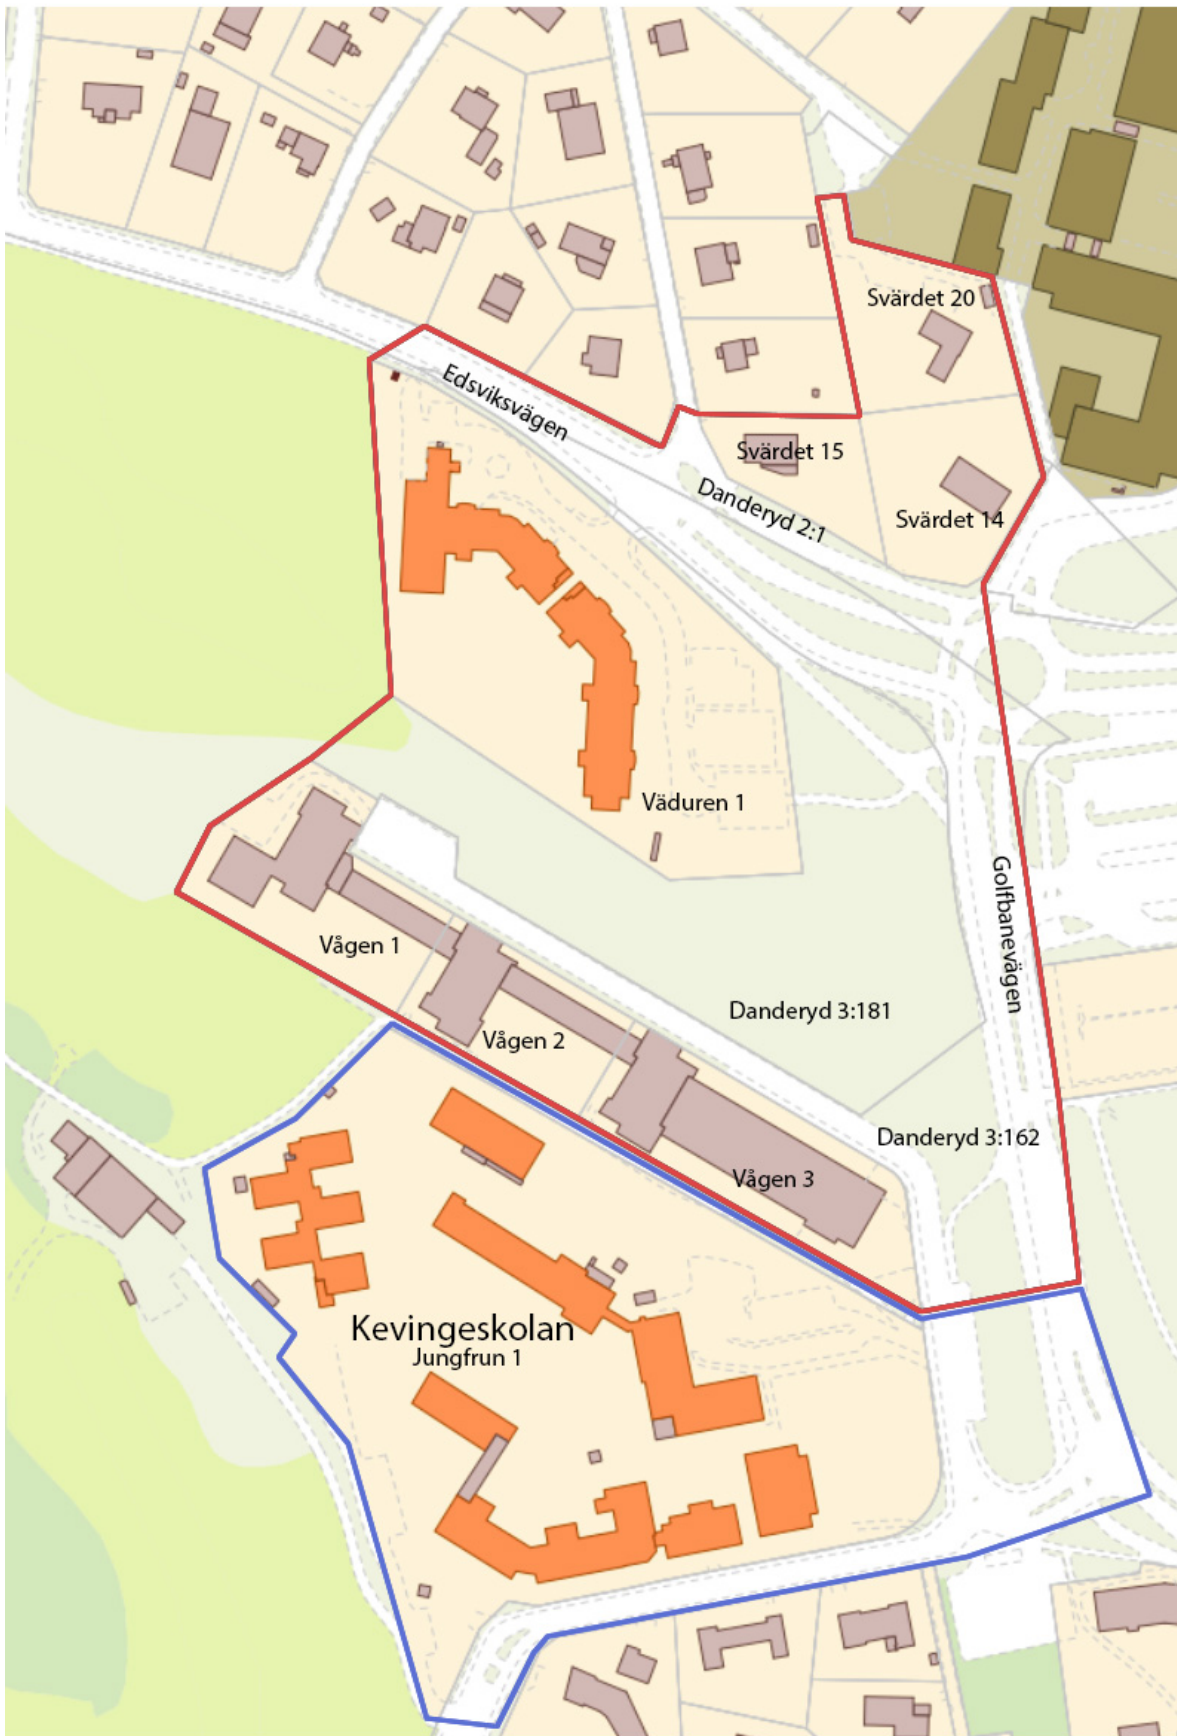 Svärdet 20
Edsviksvägen
Svärdet 15
Danderyd 2:1
Svärdet 14
Väduren 1
Golfbanevägen
Vågen 1
Danderyd 3:181
Vågen 2
Danderyd 3:162
Vågen 3
Kevingeskolan
Jungfrun 1